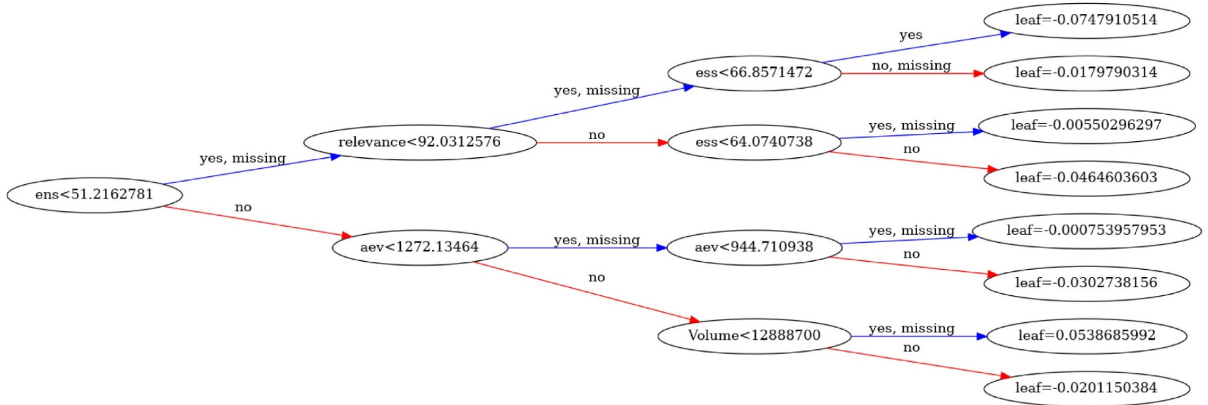 leaf=-0.0747910514
yes
ess<66.8571472
no, missing
leaf=-0.0179790314
yes, missing
relevance<92.0312576
no
ess<64.0740738
yes, missing
leaf=-0.00550296297
no
leaf=-0.0464603603
yes, missing
ens<51.2162781
no
aev<1272.13464
yes, missing
aev<944.710938
yes, missing
leaf=-0.000753957953
no
leaf=-0.0302738156
no
Volume<12888700
yes, missing
leaf=0.0538685992
no
leaf=-0.0201150384